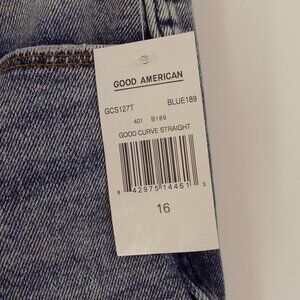 GOOD AMERICAN
GCS127T BLUE189
401 B189
GOOD CURVE STRAIGHT
8 42975 14461 3
16